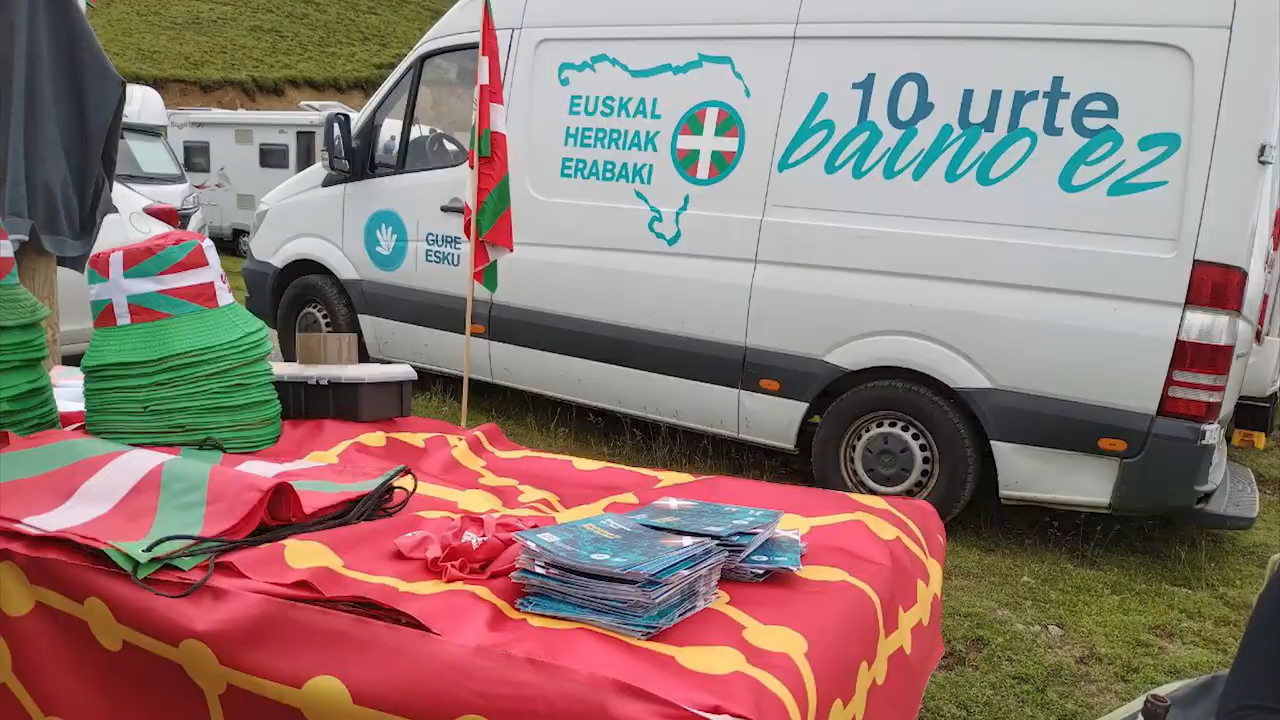 EUSKAL
HERRIAK
ERABAKI
10 urte
baino ez
GURE
ESKU